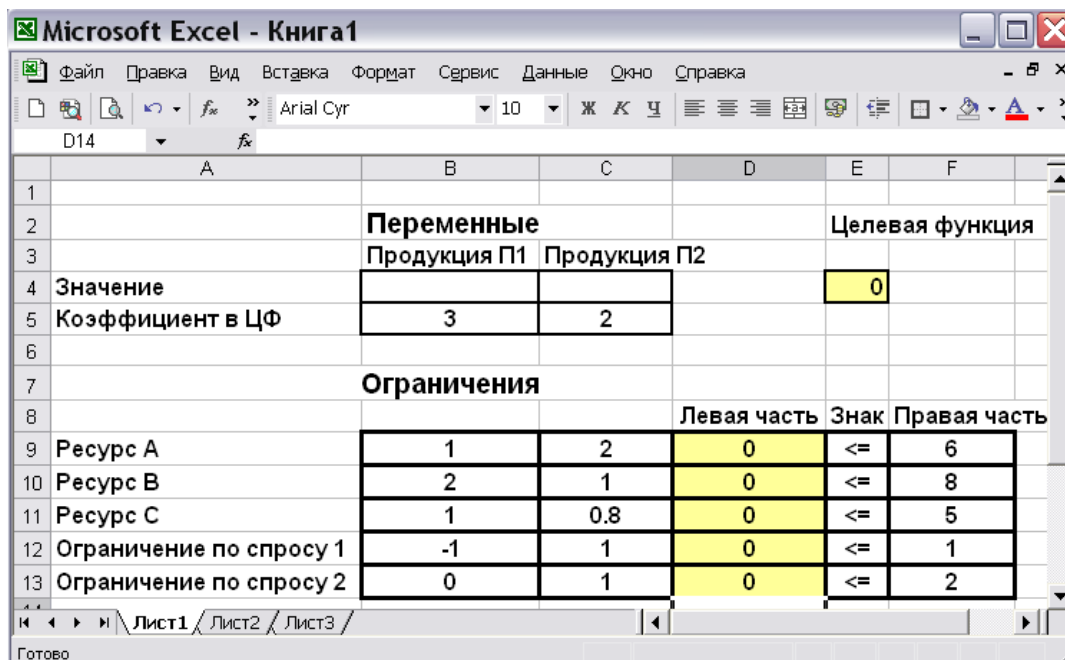 Microsoft Excel - Книга1
Файл Правка Вид Вставка Формат Сервис Данные Окно Справка
Arial Cyr 10 Ж К Ч
D14 fx
A B C D E F
1
2 Переменные Целевая функция
3 Продукция П1 Продукция П2
4 Значение 0
5 Коэффициент в ЦФ 3 2
6
7 Ограничения
8 Левая часть Знак Правая часть
9 Ресурс А 1 2 0 <= 6
10 Ресурс В 2 1 0 <= 8
11 Ресурс С 1 0.8 0 <= 5
12 Ограничение по спросу 1 -1 1 0 <= 1
13 Ограничение по спросу 2 0 1 0 <= 2
Лист1 Лист2 Лист3
Готово